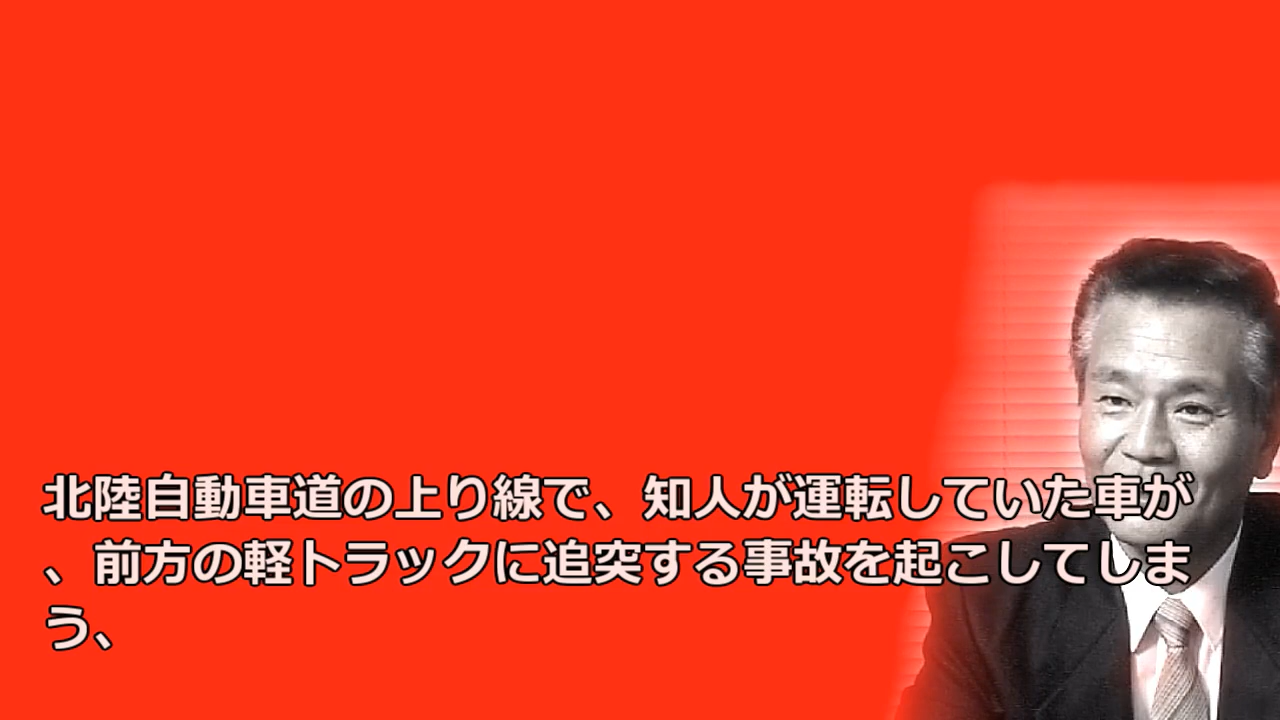 北陸自動車道の上り線で、知人が運転していた車が
、前方の軽トラックに追突する事故を起こしてしま
う、